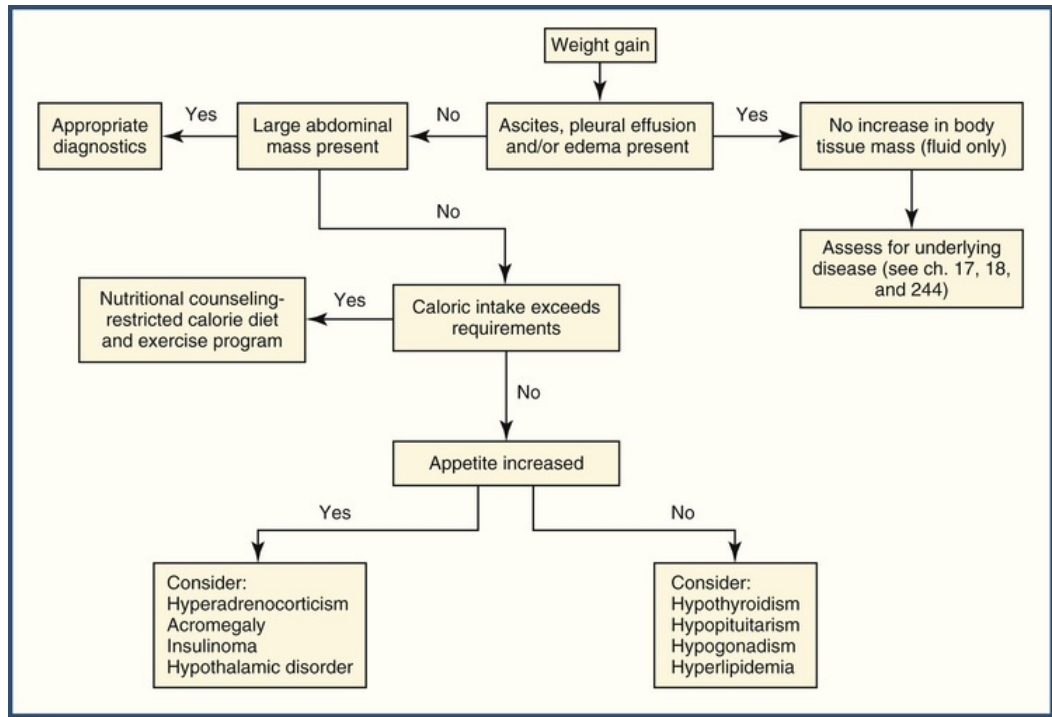 Weight gain
Yes
No
Yes
Appropriate
diagnostics
Large abdominal
mass present
Ascites, pleural effusion
and/or edema present
No increase in body
tissue mass (fluid only)
No
Assess for underlying
disease (see ch. 17, 18,
and 244)
Nutritional counseling-
restricted calorie diet
and exercise program
Yes
Caloric intake exceeds
requirements
No
Appetite increased
Yes
No
Consider:
Hyperadrenocorticism
Acromegaly
Insulinoma
Hypothalamic disorder
Consider:
Hypothyroidism
Hypopituitarism
Hypogonadism
Hyperlipidemia